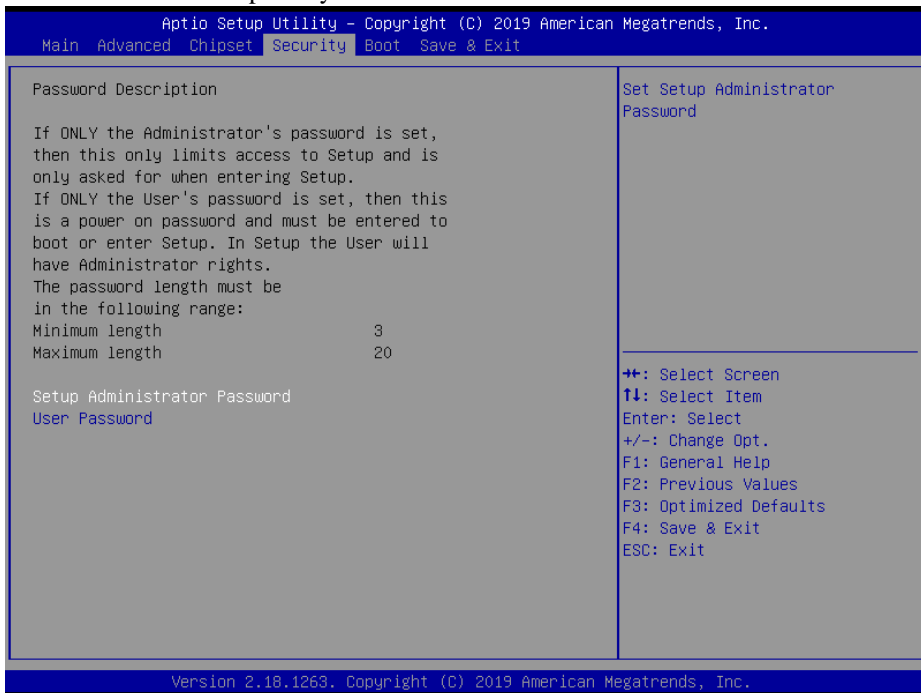 Aptio Setup Utility – Copyright (C) 2019 American Megatrends, Inc.
Main Advanced Chipset Security Boot Save & Exit
Password Description
If ONLY the Administrator's password is set,
then this only limits access to Setup and is
only asked for when entering Setup.
If ONLY the User's password is set, then this
is a power on password and must be entered to
boot or enter Setup. In Setup the User will
have Administrator rights.
The password length must be
in the following range:
Minimum length 3
Maximum length 20
Setup Administrator Password
User Password
Set Setup Administrator
Password
→←: Select Screen
↑↓: Select Item
Enter: Select
+/-: Change Opt.
F1: General Help
F2: Previous Values
F3: Optimized Defaults
F4: Save & Exit
ESC: Exit
Version 2.18.1263. Copyright (C) 2019 American Megatrends, Inc.